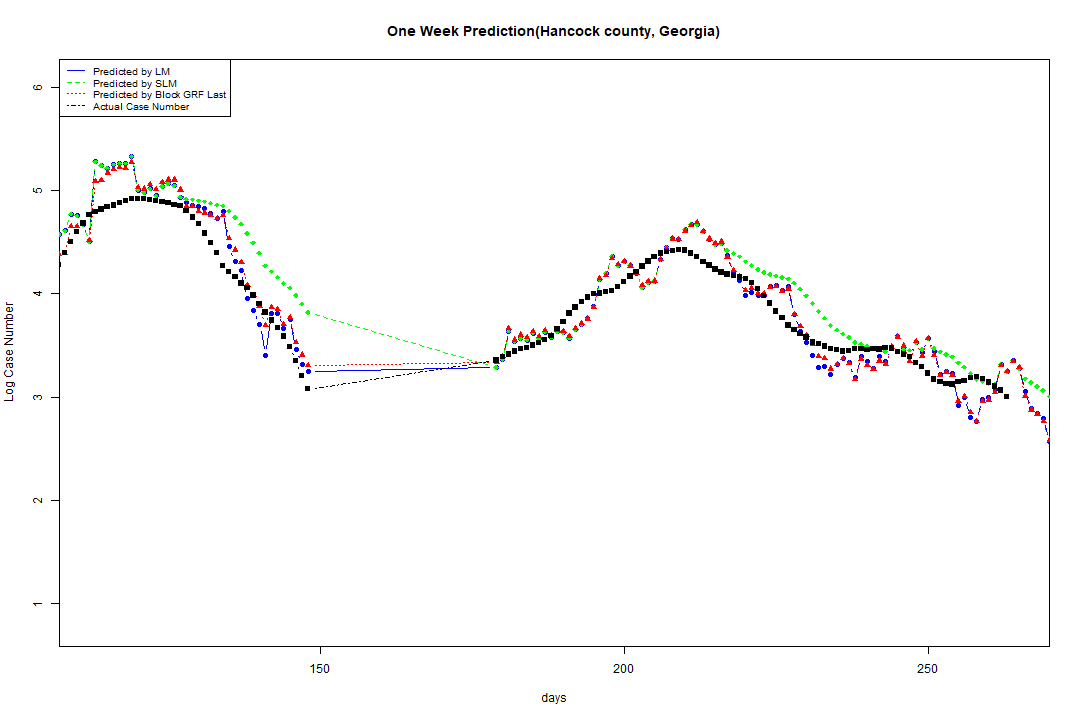 One Week Prediction(Hancock county, Georgia)
Predicted by LM
Predicted by SLM
Predicted by Block GRF Last
Actual Case Number
6
5
4
3
2
1
Log Case Number
150
200
250
days